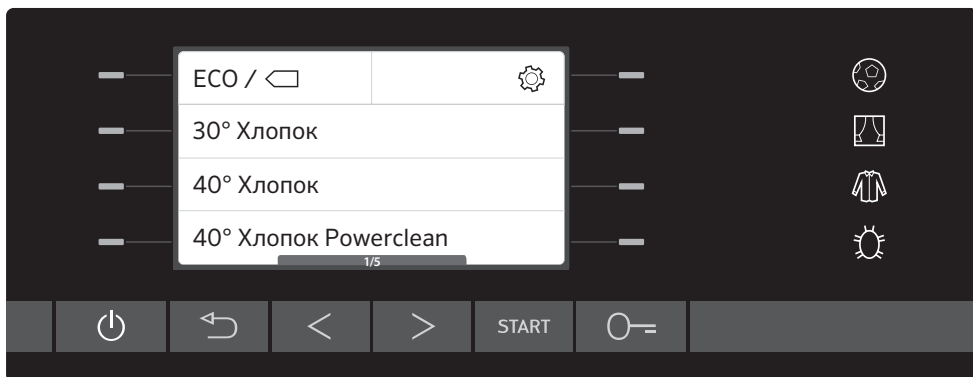 ECO /
30° Хлопок
40° Хлопок
40° Хлопок Powerclean
1/5
START